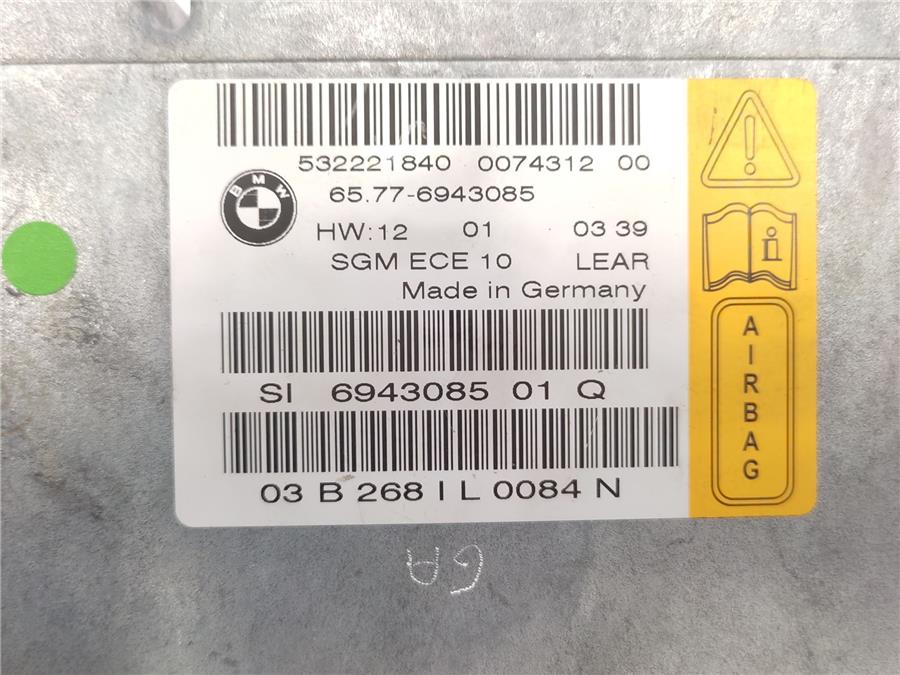 532221840 0074312 00
BMW
65.77-6943085
HW:12 01 03 39
SGM ECE 10 LEAR
Made in Germany
SI 6943085 01 Q
03 B 268 I L 0084 N
AIRBAG